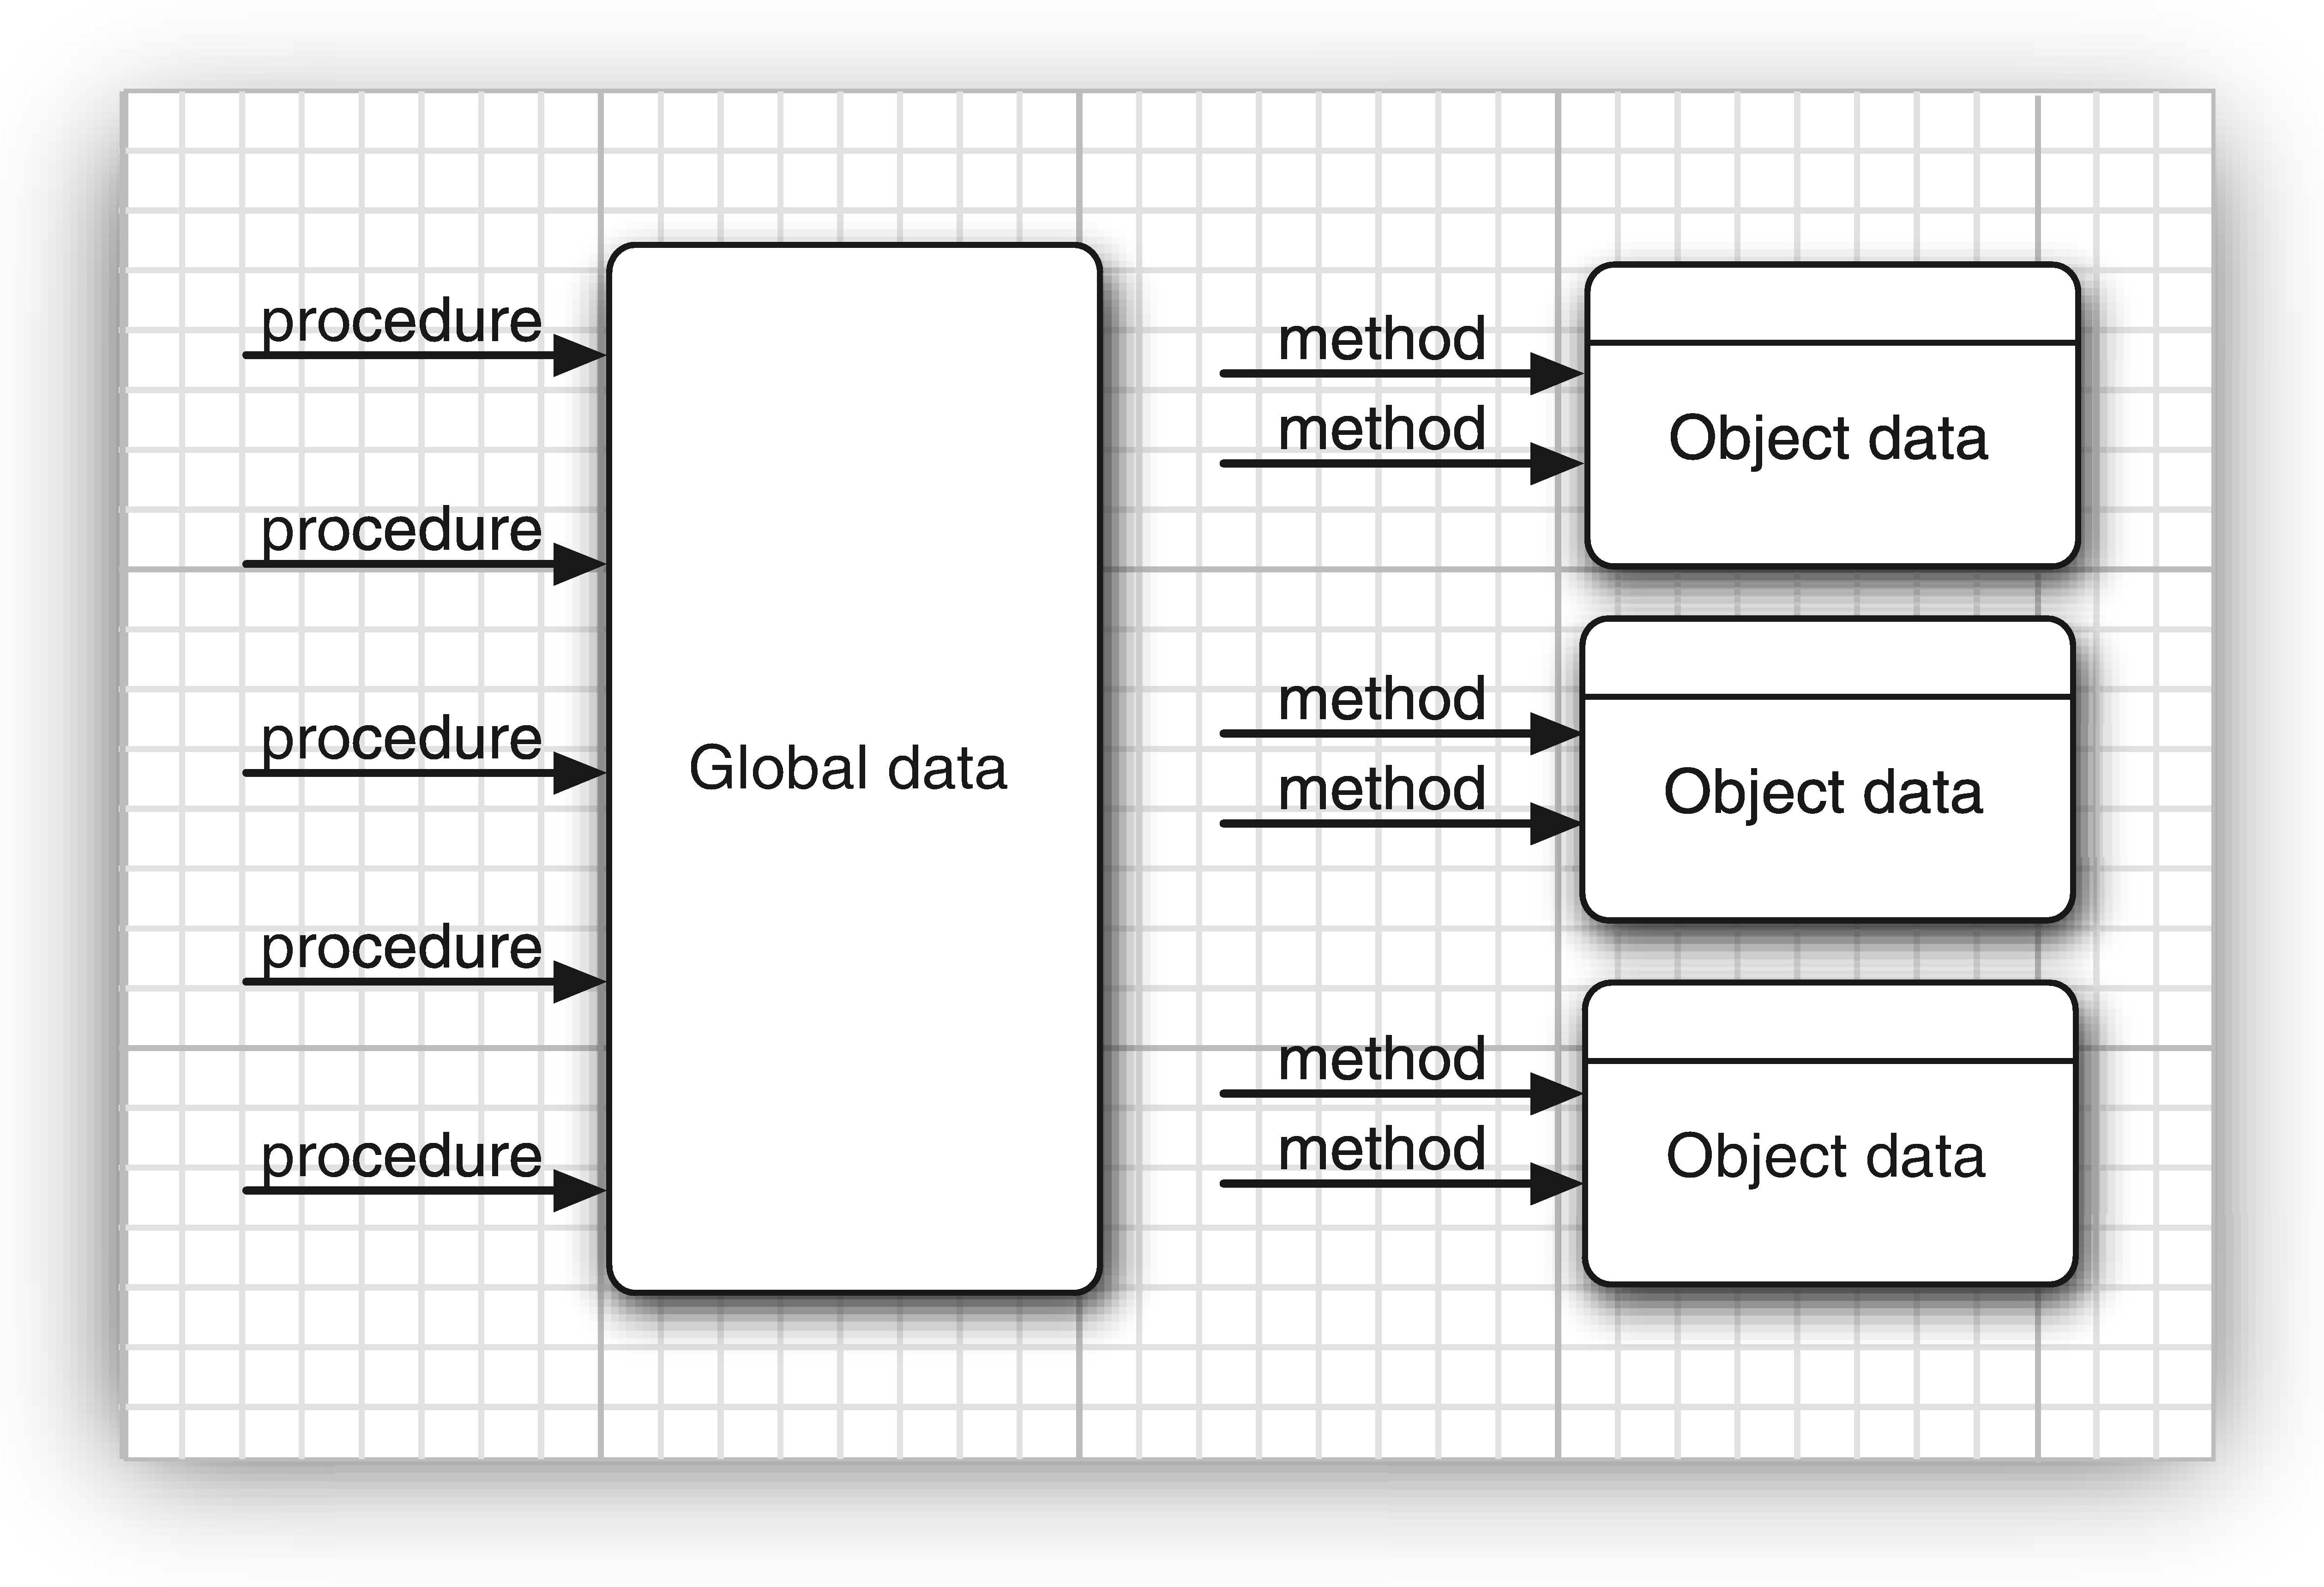 procedure
procedure
procedure
procedure
procedure
Global data
method
method
Object data
method
method
Object data
method
method
Object data